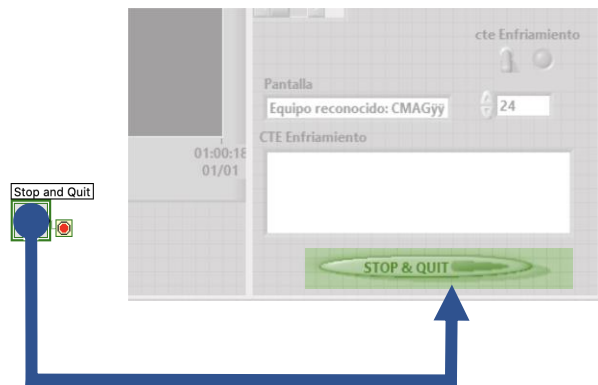 cte Enfriamiento
Pantalla
Equipo reconocido: CMAGÿÿ
24
CTE Enfriamiento
01:00:18
01/01
Stop and Quit
STOP & QUIT